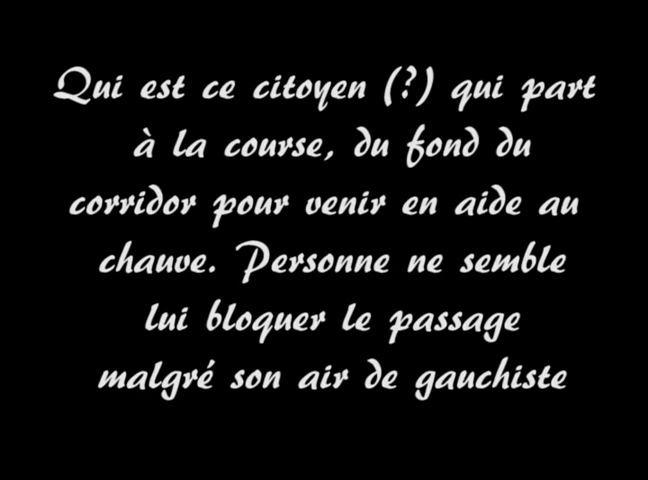 Qui est ce citoyen (?) qui part
à la course, du fond du
corridor pour venir en aide au
chauve. Personne ne semble
lui bloquer le passage
malgré son air de gauchiste